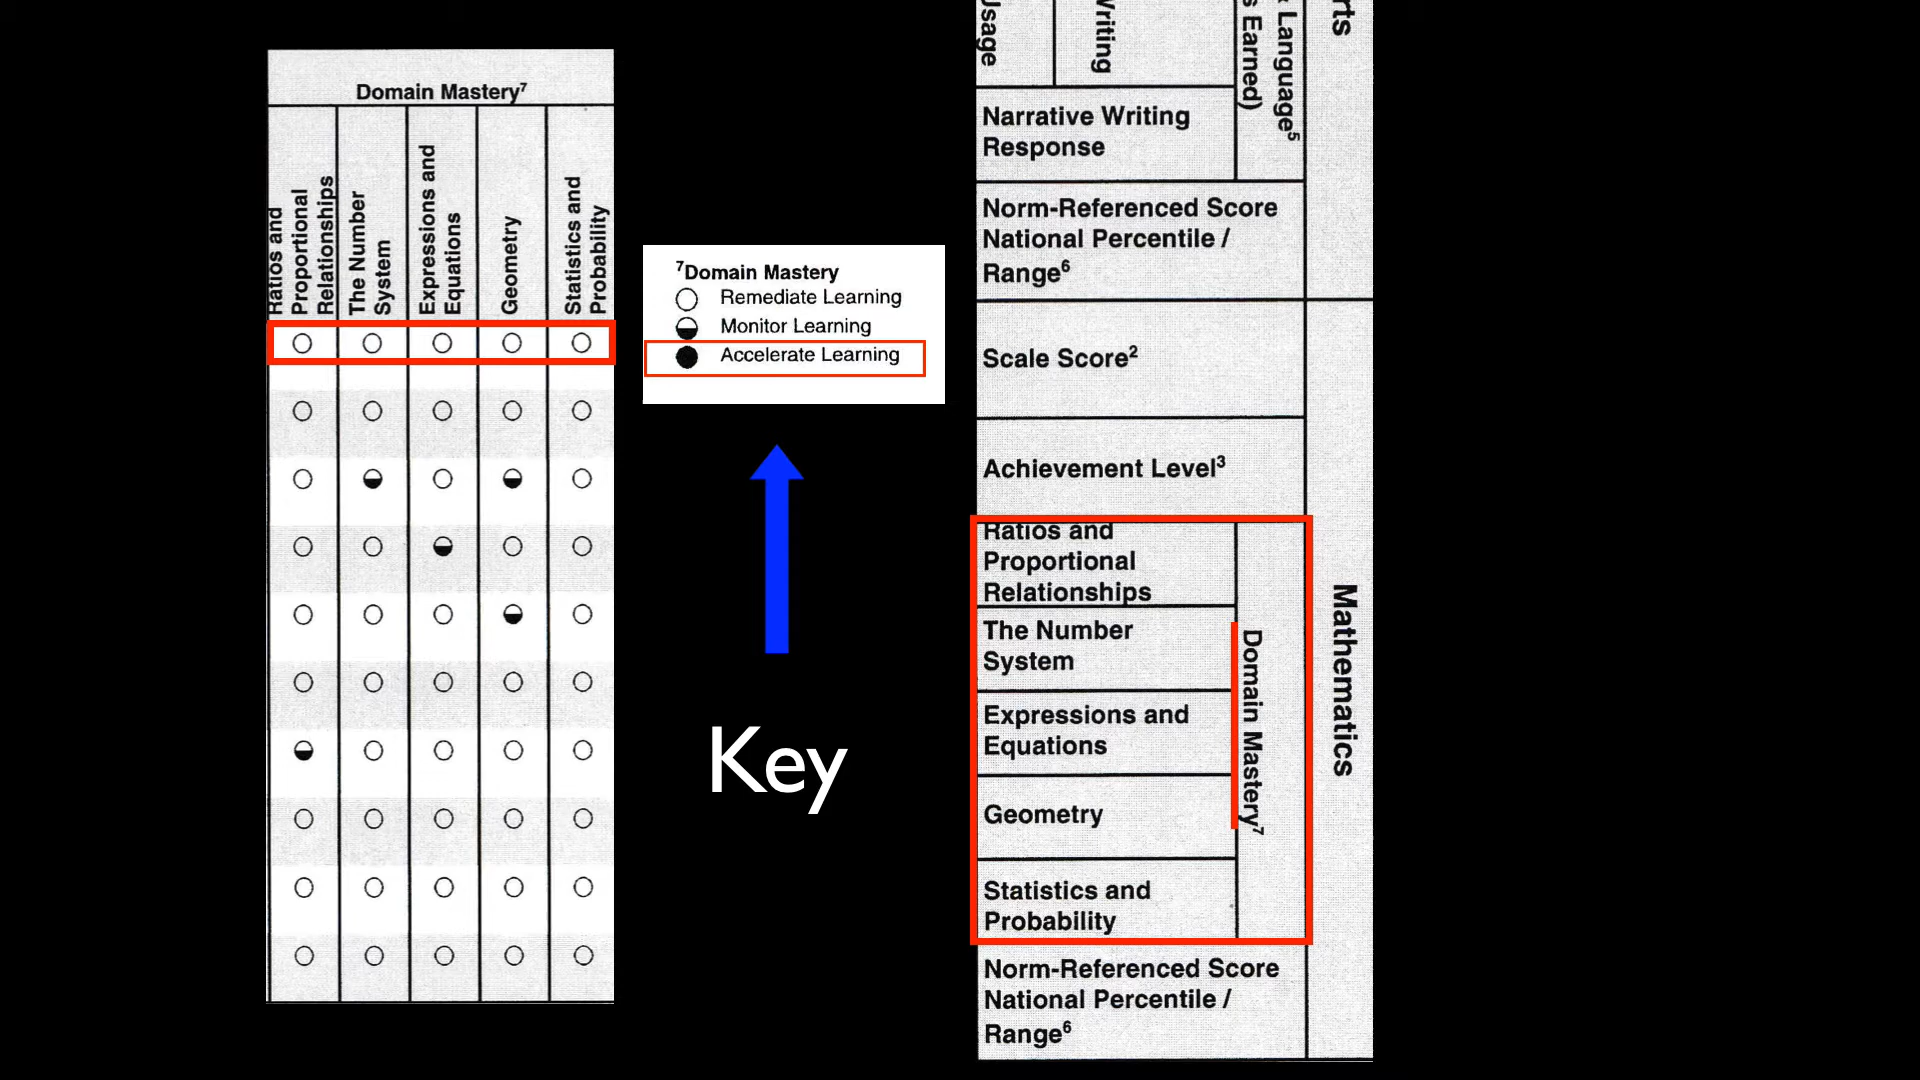 Domain Mastery7
Ratios and
Proportional
Relationships
The Number
System
Expressions and
Equations
Geometry
Statistics and
Probability
7Domain Mastery
Remediate Learning
Monitor Learning
Accelerate Learning
Key
Usage
Writing
Language5
Earned)
Narrative Writing
Response
Norm-Referenced Score
National Percentile /
Range6
Scale Score2
Achievement Level3
Ratios and
Proportional
Relationships
The Number
System
Expressions and
Equations
Geometry
Statistics and
Probability
Domain Mastery7
Mathematics
Norm-Referenced Score
National Percentile /
Range6